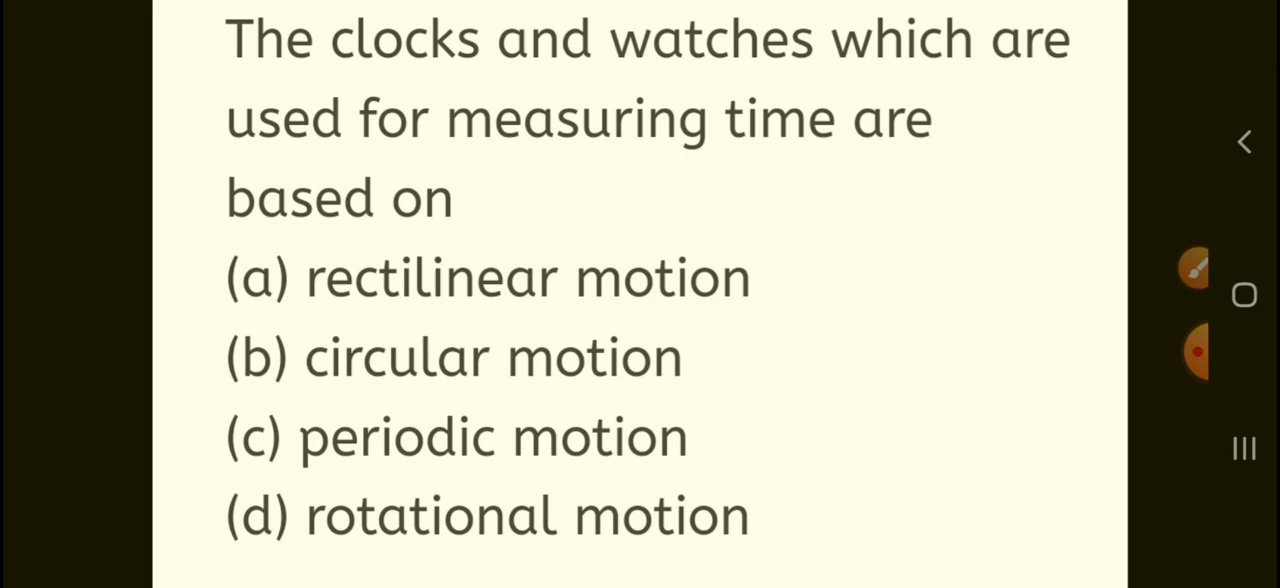 The clocks and watches which are
used for measuring time are
based on
(a) rectilinear motion
(b) circular motion
(c) periodic motion
(d) rotational motion